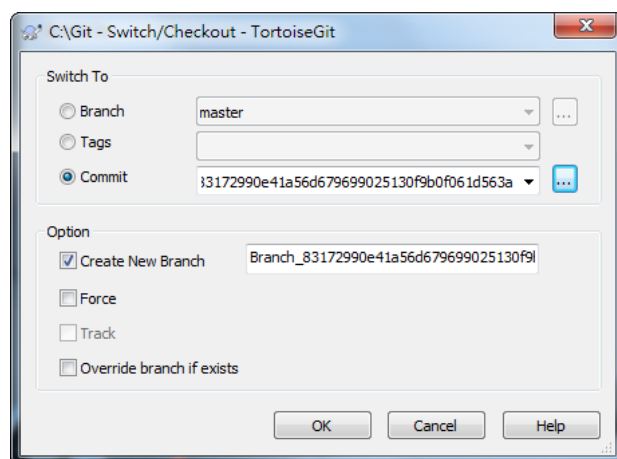 C:\Git - Switch/Checkout - TortoiseGit
Switch To
Branch
master
...
Tags
Commit
83172990e41a56d679699025130f9b0f061d563a
...
Option
Create New Branch
Branch_83172990e41a56d679699025130f9
Force
Track
Override branch if exists
OK
Cancel
Help